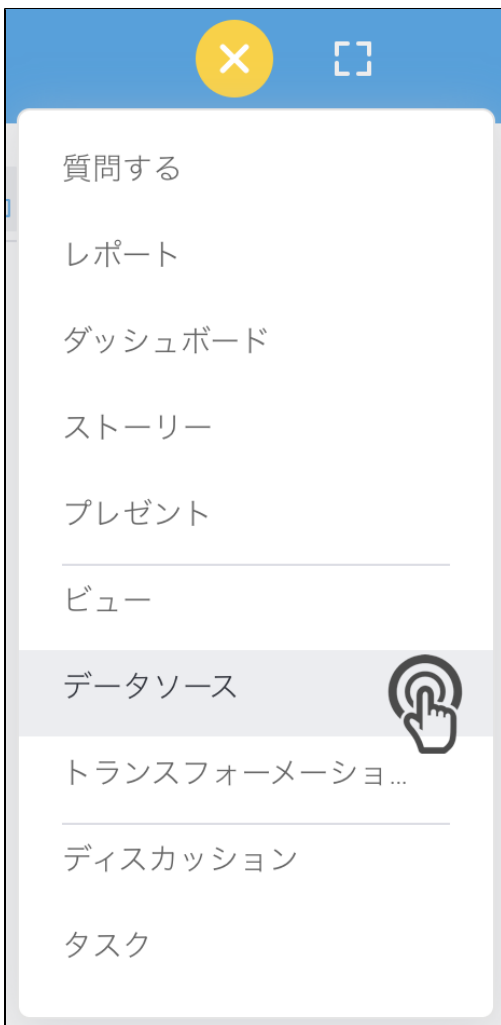 質問する
レポート
ダッシュボード
ストーリー
プレゼント
ビュー
データソース
トランスフォーメーショ...
ディスカッション
タスク